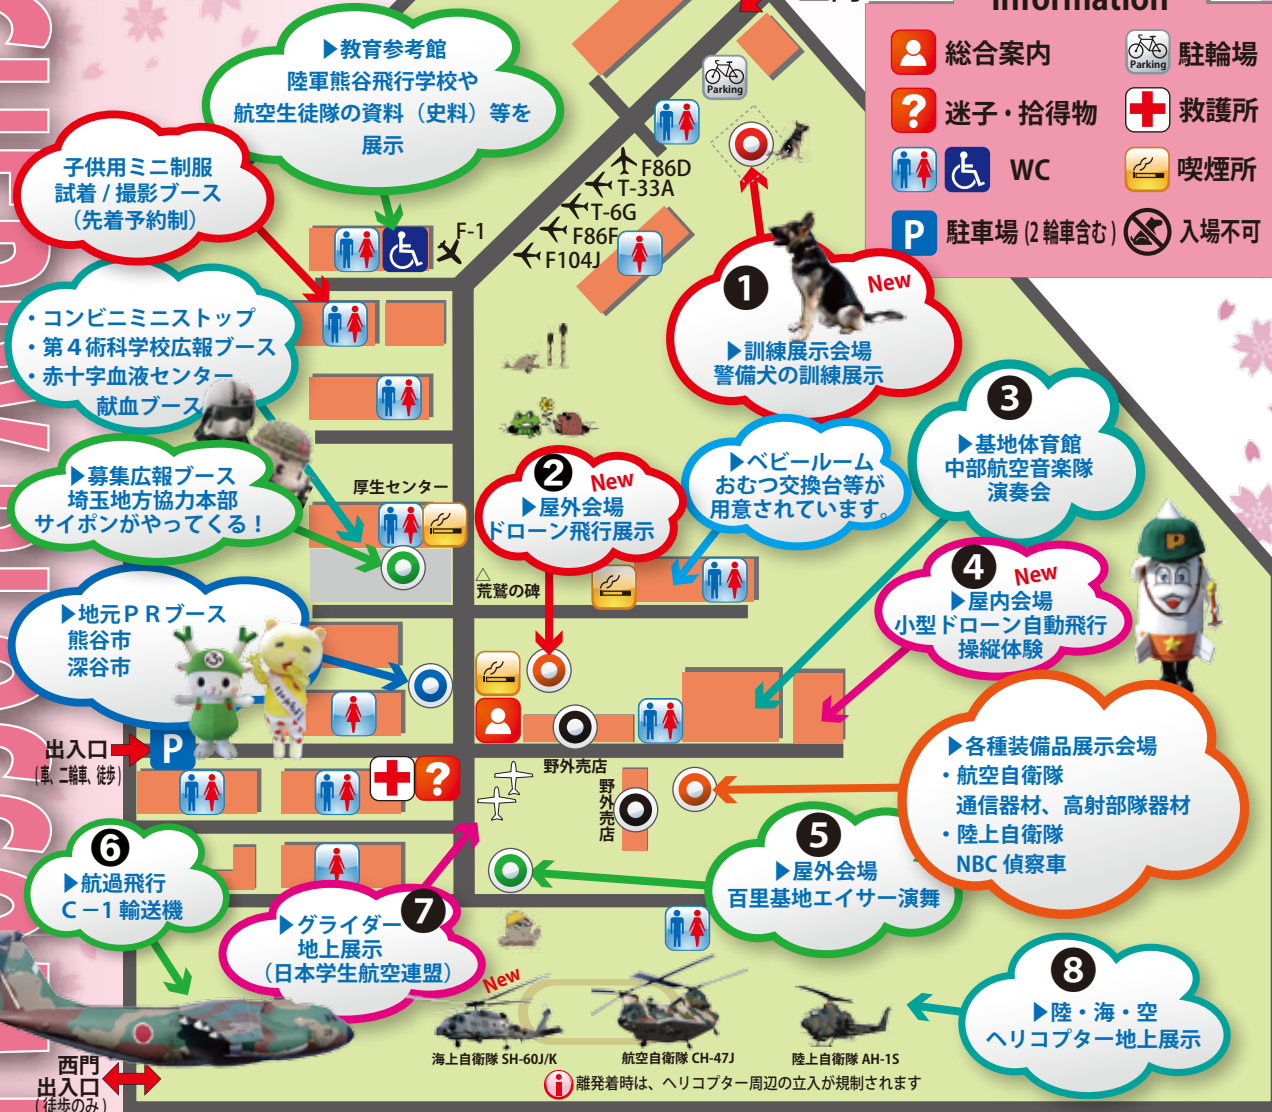 Information
総合案内
駐輪場
迷子・拾得物
救護所
WC
喫煙所
P
駐車場 (2 輪車含む)
入場不可
Parking
Parking
▶教育参考館
陸軍熊谷飛行学校や
航空生徒隊の資料（史料）等を
展示
子供用ミニ制服
試着 / 撮影ブース
（先着予約制）
F-1
F86D
T-33A
T-6G
F86F
F104J
❶
New
▶訓練展示会場
警備犬の訓練展示
・コンビニミニストップ
・第４術科学校広報ブース
・赤十字血液センター
献血ブース
▶募集広報ブース
埼玉地方協力本部
サイポンがやってくる！
厚生センター
❷ New
▶屋外会場
ドローン飛行展示
▶ベビールーム
おむつ交換台等が
用意されています。
❸
▶基地体育館
中部航空音楽隊
演奏会
△
荒鷲の碑
❹ New
▶屋内会場
小型ドローン自動飛行
操縦体験
▶地元ＰＲブース
熊谷市
深谷市
P
出入口
(車、二輪車、徒歩)
P
野外売店
野外売店
▶各種装備品展示会場
・航空自衛隊
通信器材、高射部隊器材
・陸上自衛隊
NBC 偵察車
❺
▶屋外会場
百里基地エイサー演舞
❻
▶航過飛行
Ｃ－1 輸送機
❼
▶グライダー
地上展示
（日本学生航空連盟）
❽
▶陸・海・空
ヘリコプター地上展示
New
海上自衛隊 SH-60J/K
航空自衛隊 CH-47J
陸上自衛隊 AH-1S
離発着時は、ヘリコプター周辺の立入が規制されます
西門
出入口
(徒歩のみ)